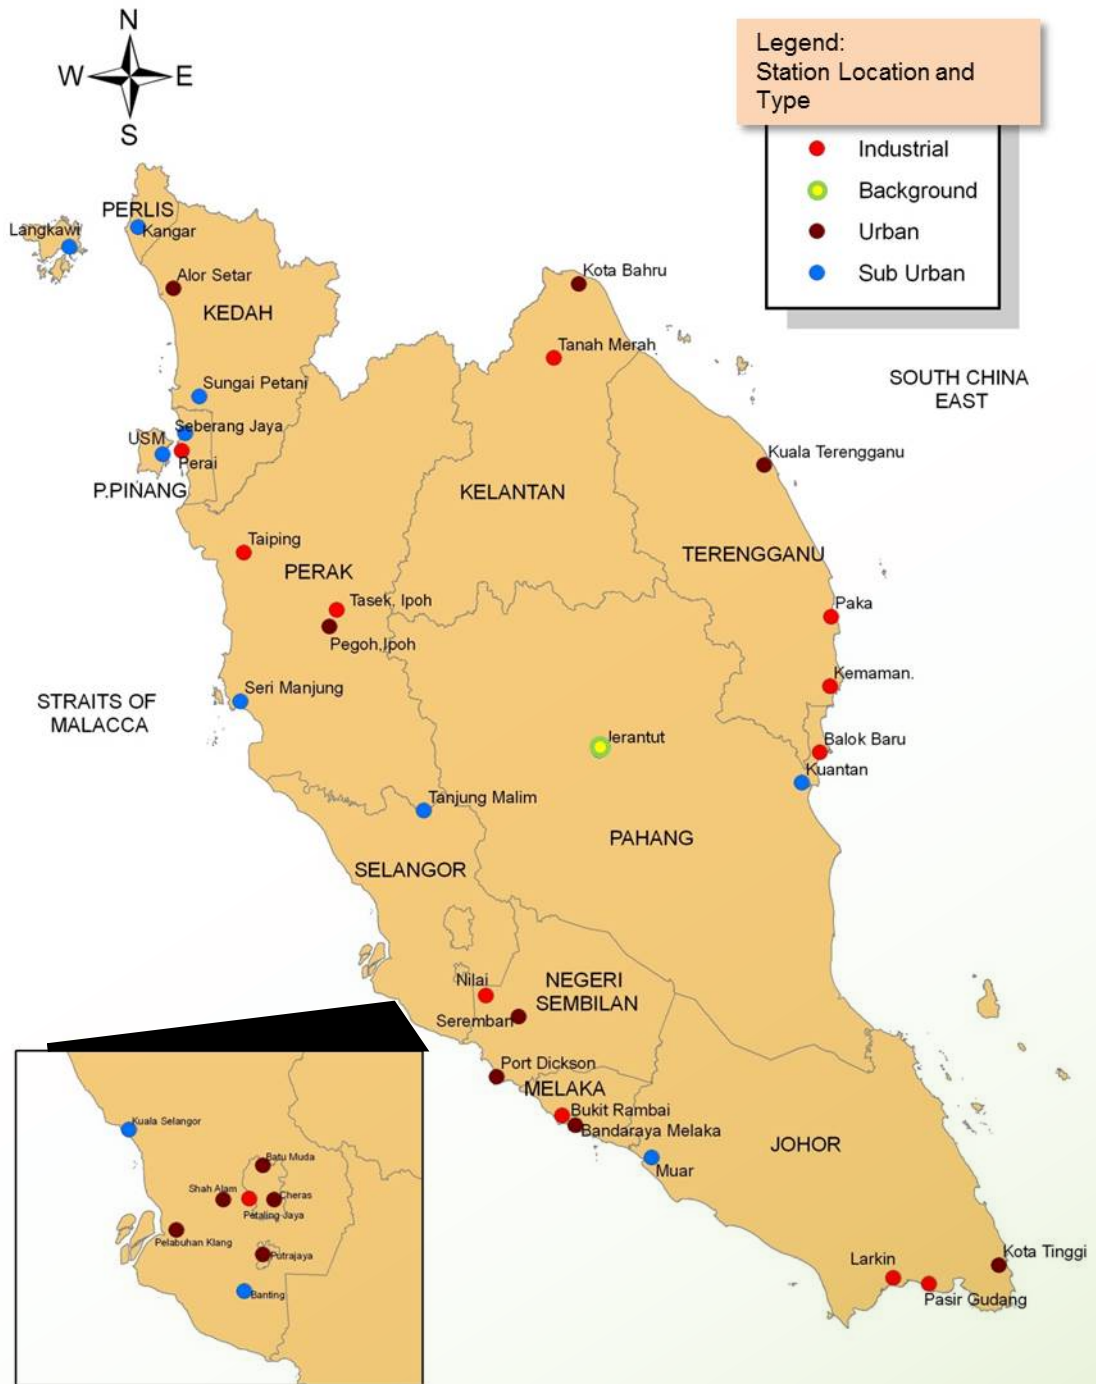 N
W
E
S
Legend:
Station Location and
Type
Industrial
Background
Urban
Sub Urban
PERLIS
Langkawi
Kangar
Alor Setar
KEDAH
Kota Bahru
Tanah Merah
SOUTH CHINA
EAST
Sungai Petani
Seberang Jaya
USM
Perai
P.PINANG
Kuala Terengganu
KELANTAN
TERENGGANU
Taiping
PERAK
Tasek, Ipoh
Pegoh,Ipoh
Paka
Kemaman.
Seri Manjung
STRAITS OF
MALACCA
Jerantut
Balok Baru
Kuantan
Tanjung Malim
PAHANG
SELANGOR
Nilai
NEGERI
SEMBILAN
Seremban
Port Dickson
MELAKA
Bukit Rambai
Bandaraya Melaka
Muar
JOHOR
Larkin
Kota Tinggi
Pasir Gudang
Kuala Selangor
Batu Muda
Shah Alam
Cheras
Petaling Jaya
Pelabuhan Klang
Putrajaya
Banting